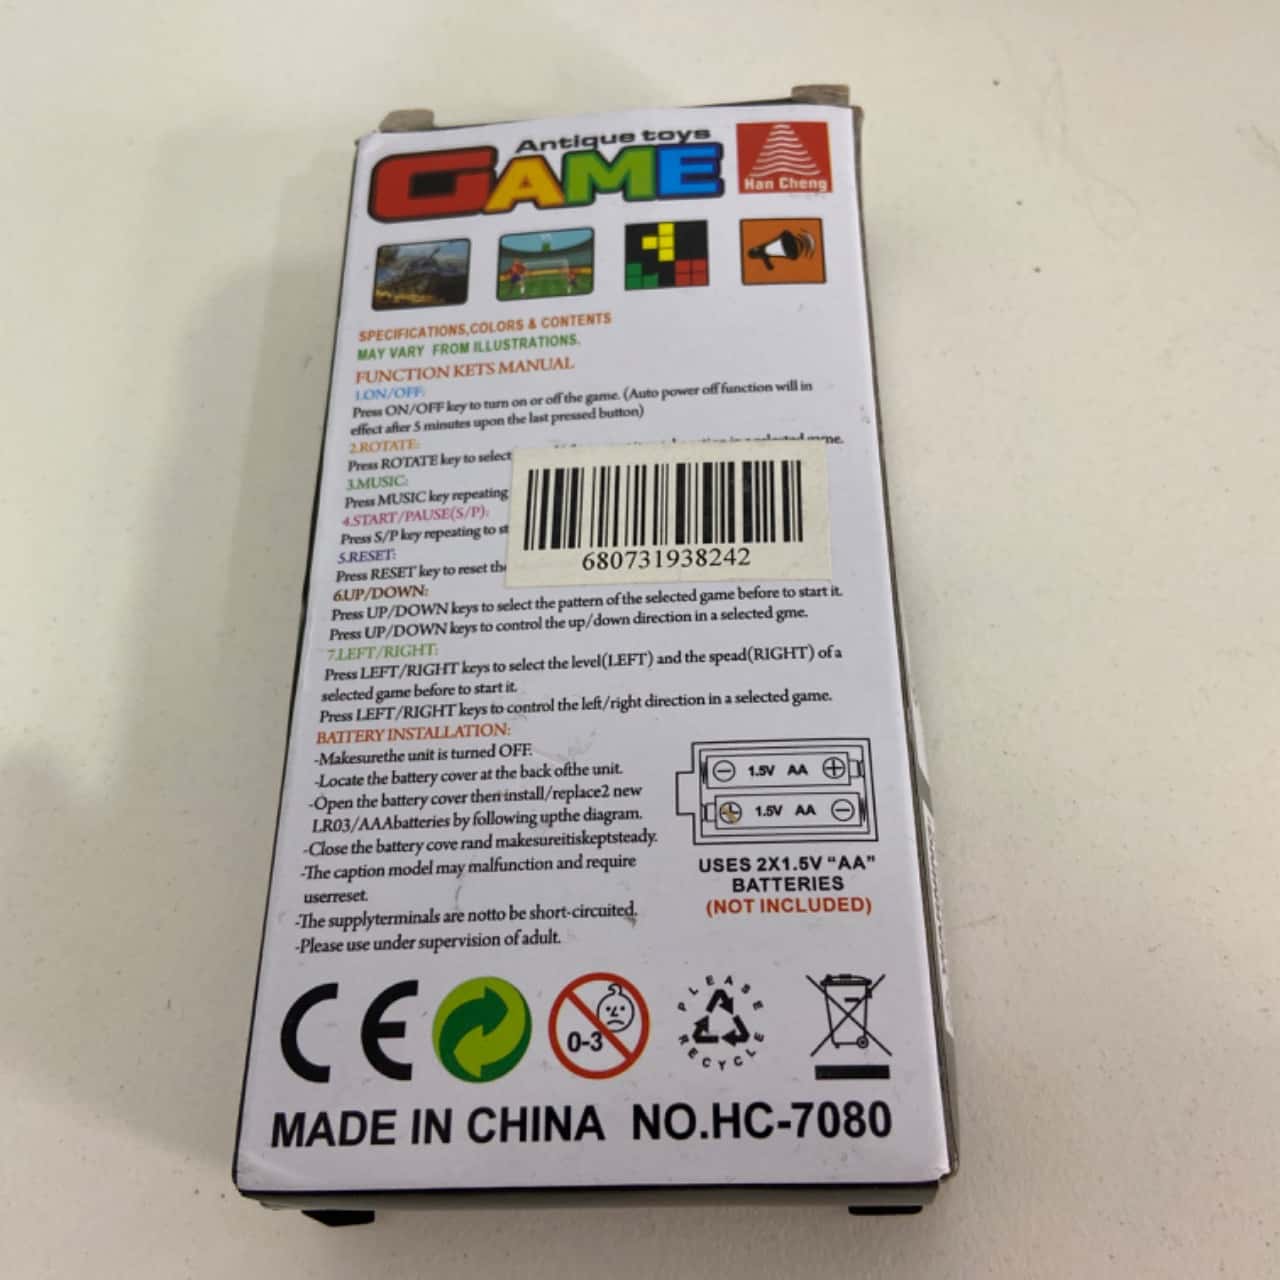 Antique toys
GAME
Han Cheng
SPECIFICATIONS,COLORS & CONTENTS
MAY VARY FROM ILLUSTRATIONS.
FUNCTION KETS MANUAL
1.ON/OFF:
Press ON/OFF key to turn on or off the game. (Auto power off function will in
effect after 5 minutes upon the last pressed button)
2.ROTATE:
Press ROTATE key to select
3.MUSIC:
Press MUSIC key repeating
4.START/PAUSE(S/P):
Press S/P key repeating to
5.RESET:
Press RESET key to reset
680731938242
6.UP/DOWN:
Press UP/DOWN keys to select the pattern of the selected game before to start it.
Press UP/DOWN keys to control the up/down direction in a selected gme.
7.LEFT/RIGHT:
Press LEFT/RIGHT keys to select the level(LEFT) and the spead(RIGHT) of a
selected game before to start it.
Press LEFT/RIGHT keys to control the left/right direction in a selected game.
BATTERY INSTALLATION:
-Makesurethe unit is turned OFF.
-Locate the battery cover at the back ofthe unit.
-Open the battery cover then install/replace2 new
LR03/AAAbatteries by following upthe diagram.
-Close the battery cove rand makesureitiskeptsteady.
-The caption model may malfunction and require
userreset.
-The supplyterminals are notto be short-circuited.
-Please use under supervision of adult.
1.5V AA
1.5V AA
USES 2X1.5V "AA"
BATTERIES
(NOT INCLUDED)
CE
0-3
PLEASE
RECYCLE
MADE IN CHINA NO.HC-7080